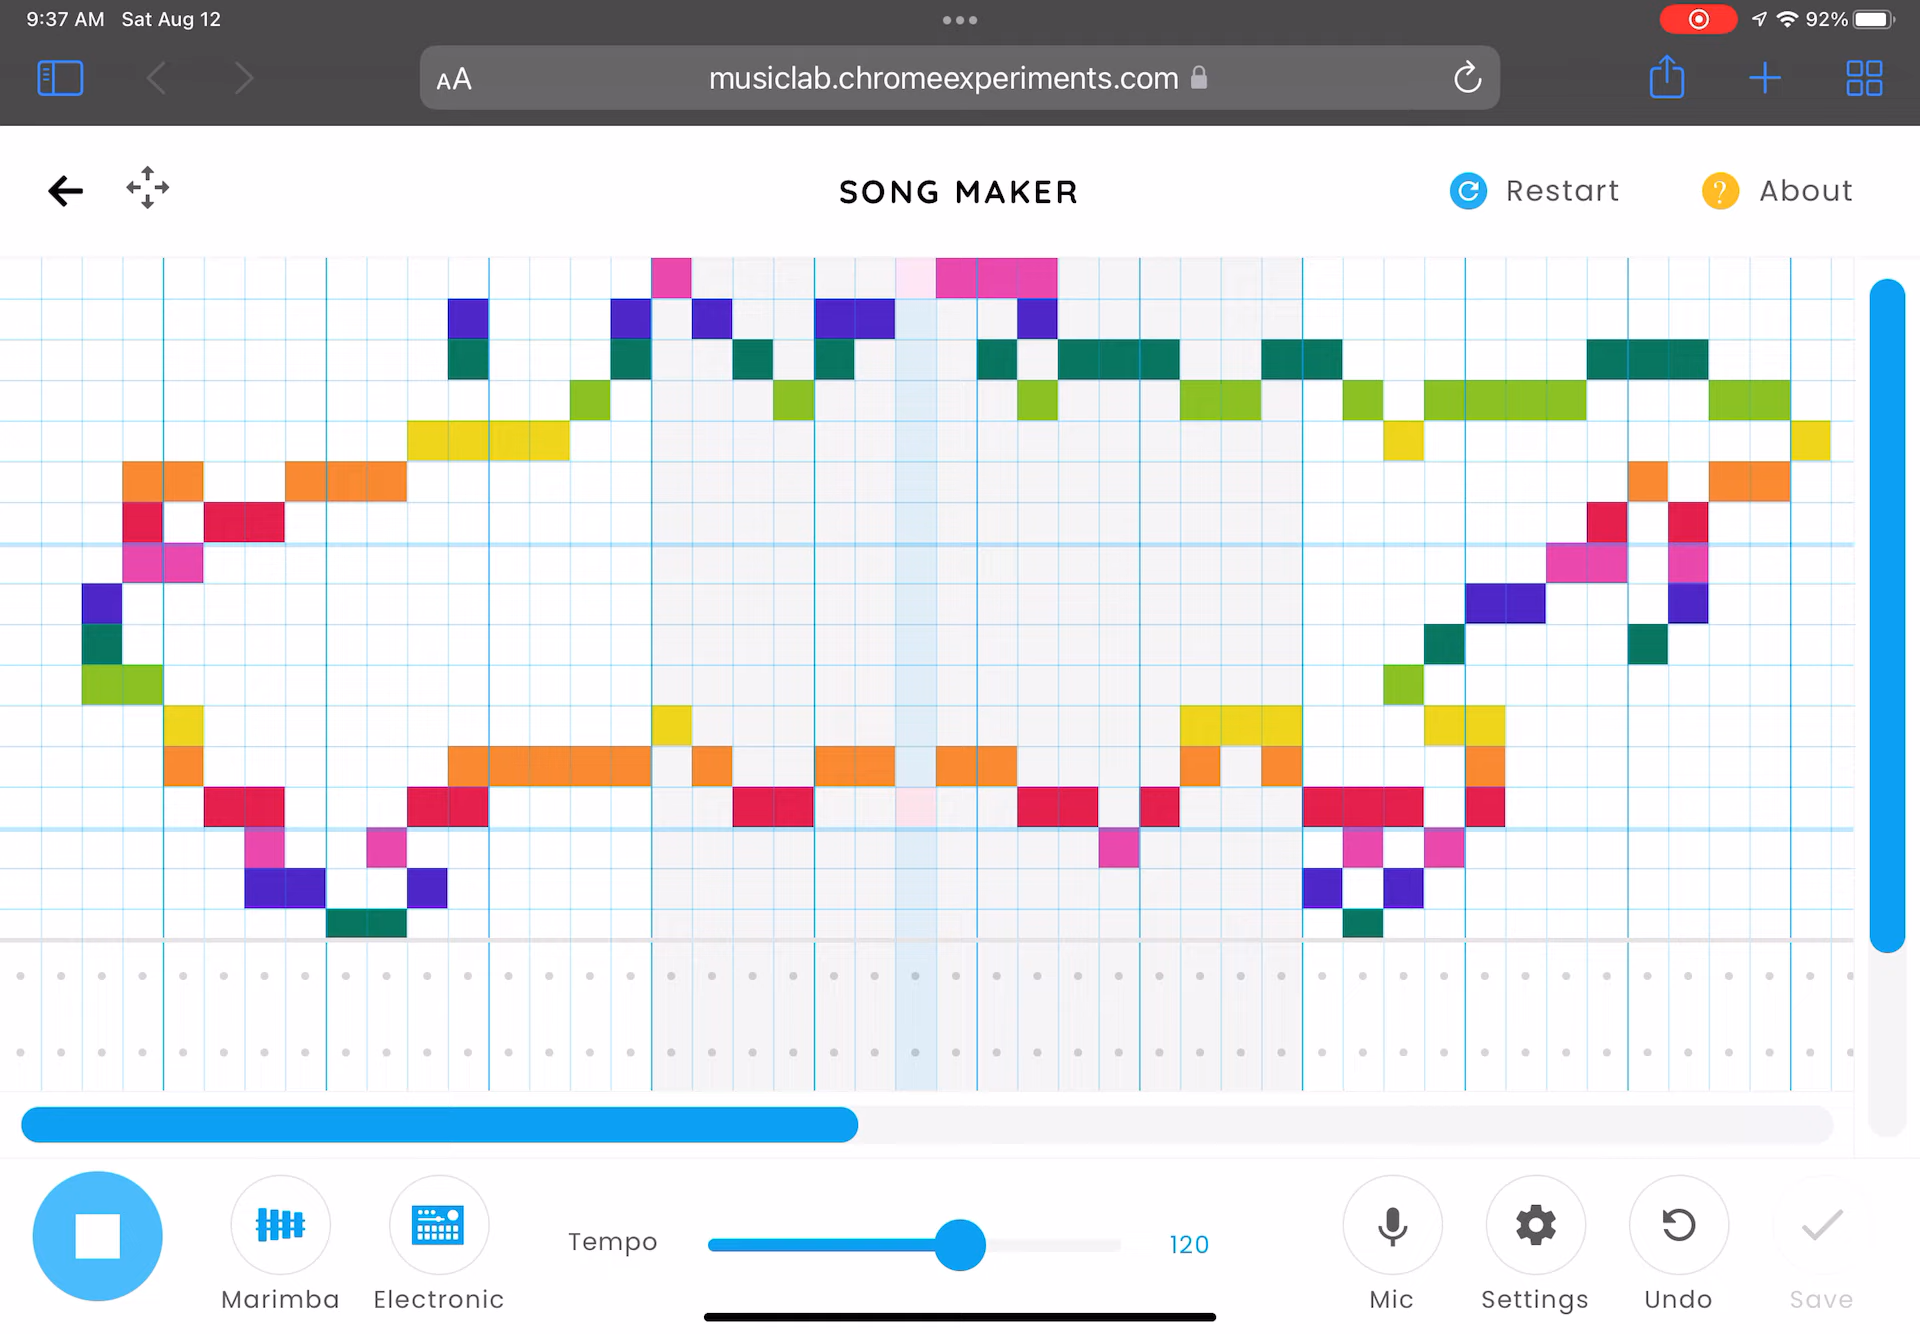 9:37 AM Sat Aug 12
92%
AA
musiclab.chromeexperiments.com
SONG MAKER
Restart
? About
Tempo
120
Marimba
Electronic
Mic
Settings
Undo
Save